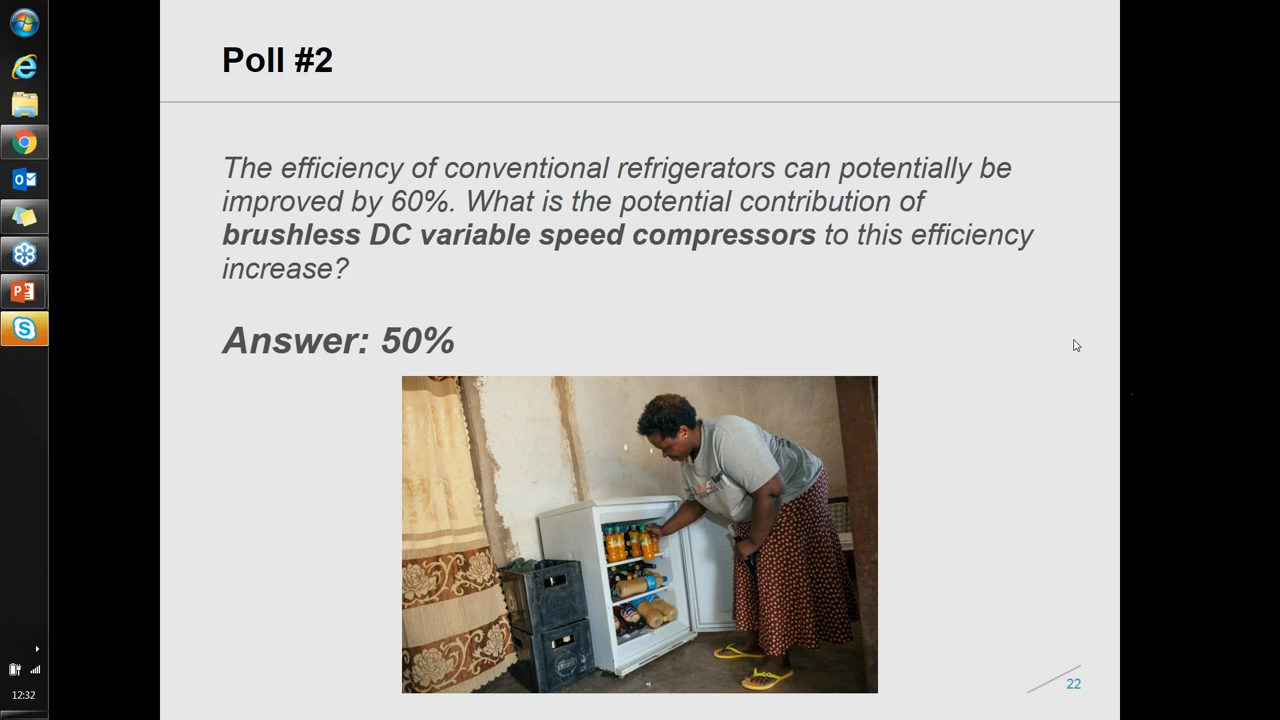 Poll #2
The efficiency of conventional refrigerators can potentially be
improved by 60%. What is the potential contribution of
brushless DC variable speed compressors to this efficiency
increase?
Answer: 50%
22
12:32